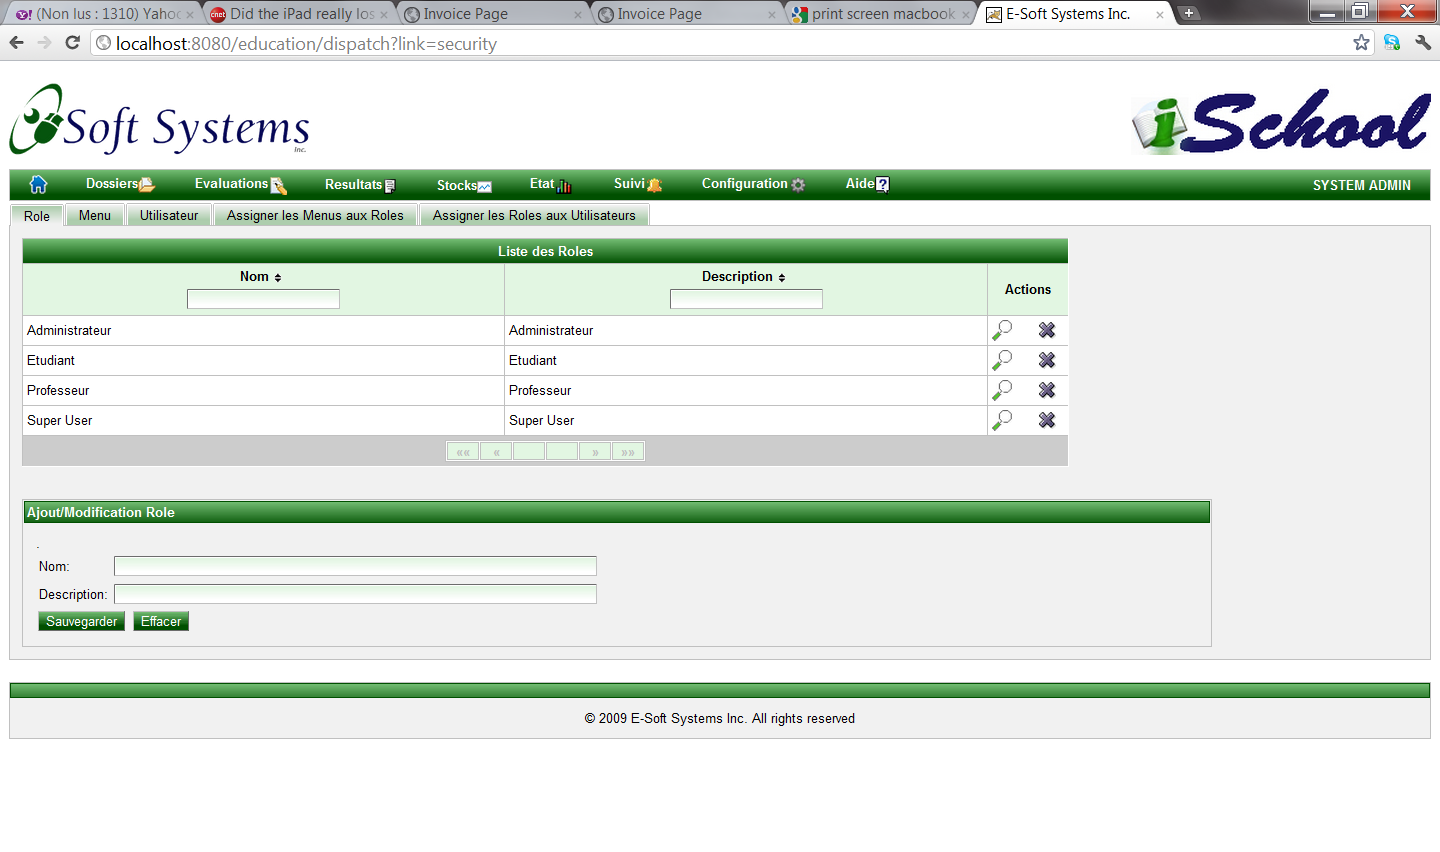 (Non lus : 1310) Yahoo
Did the iPad really los
Invoice Page
Invoice Page
print screen macbook
E-Soft Systems Inc.
localhost:8080/education/dispatch?link=security
Soft Systems
Inc.
iSchool
Dossiers Evaluations Resultats Stocks Etat Suivi Configuration Aide SYSTEM ADMIN
Role Menu Utilisateur Assigner les Menus aux Roles Assigner les Roles aux Utilisateurs
Liste des Roles
Nom Description Actions
Administrateur Administrateur
Etudiant Etudiant
Professeur Professeur
Super User Super User
«« « » »»
Ajout/Modification Role
.
Nom:
Description:
Sauvegarder Effacer
© 2009 E-Soft Systems Inc. All rights reserved